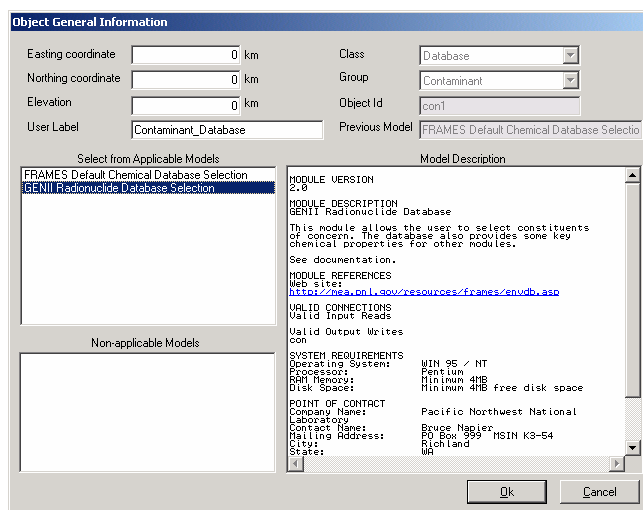 Object General Information
Easting coordinate 0 km Class Database
Northing coordinate 0 km Group Contaminant
Elevation 0 km Object Id con1
User Label Contaminant_Database Previous Model FRAMES Default Chemical Database Selectio
Select from Applicable Models
FRAMES Default Chemical Database Selection
GENII Radionuclide Database Selection
Non-applicable Models
Model Description
MODULE VERSION
2.0
MODULE DESCRIPTION
GENII Radionuclide Database
This module allows the user to select constituents
of concern. The database also provides some key
chemical properties for other modules.
See documentation.
MODULE REFERENCES
Web site:
http://mea.pnl.gov/resources/frames/envdb.asp
VALID CONNECTIONS
Valid Input Reads
Valid Output Writes
con
SYSTEM REQUIREMENTS
Operating System: WIN 95 / NT
Processor: Pentium
RAM Memory: Minimum 4MB
Disk Space: Minimum 4MB free disk space
POINT OF CONTACT
Company Name: Pacific Northwest National
Laboratory
Contact Name: Bruce Napier
Mailing Address: PO Box 999 MSIN K3-54
City: Richland
State: WA
Ok Cancel